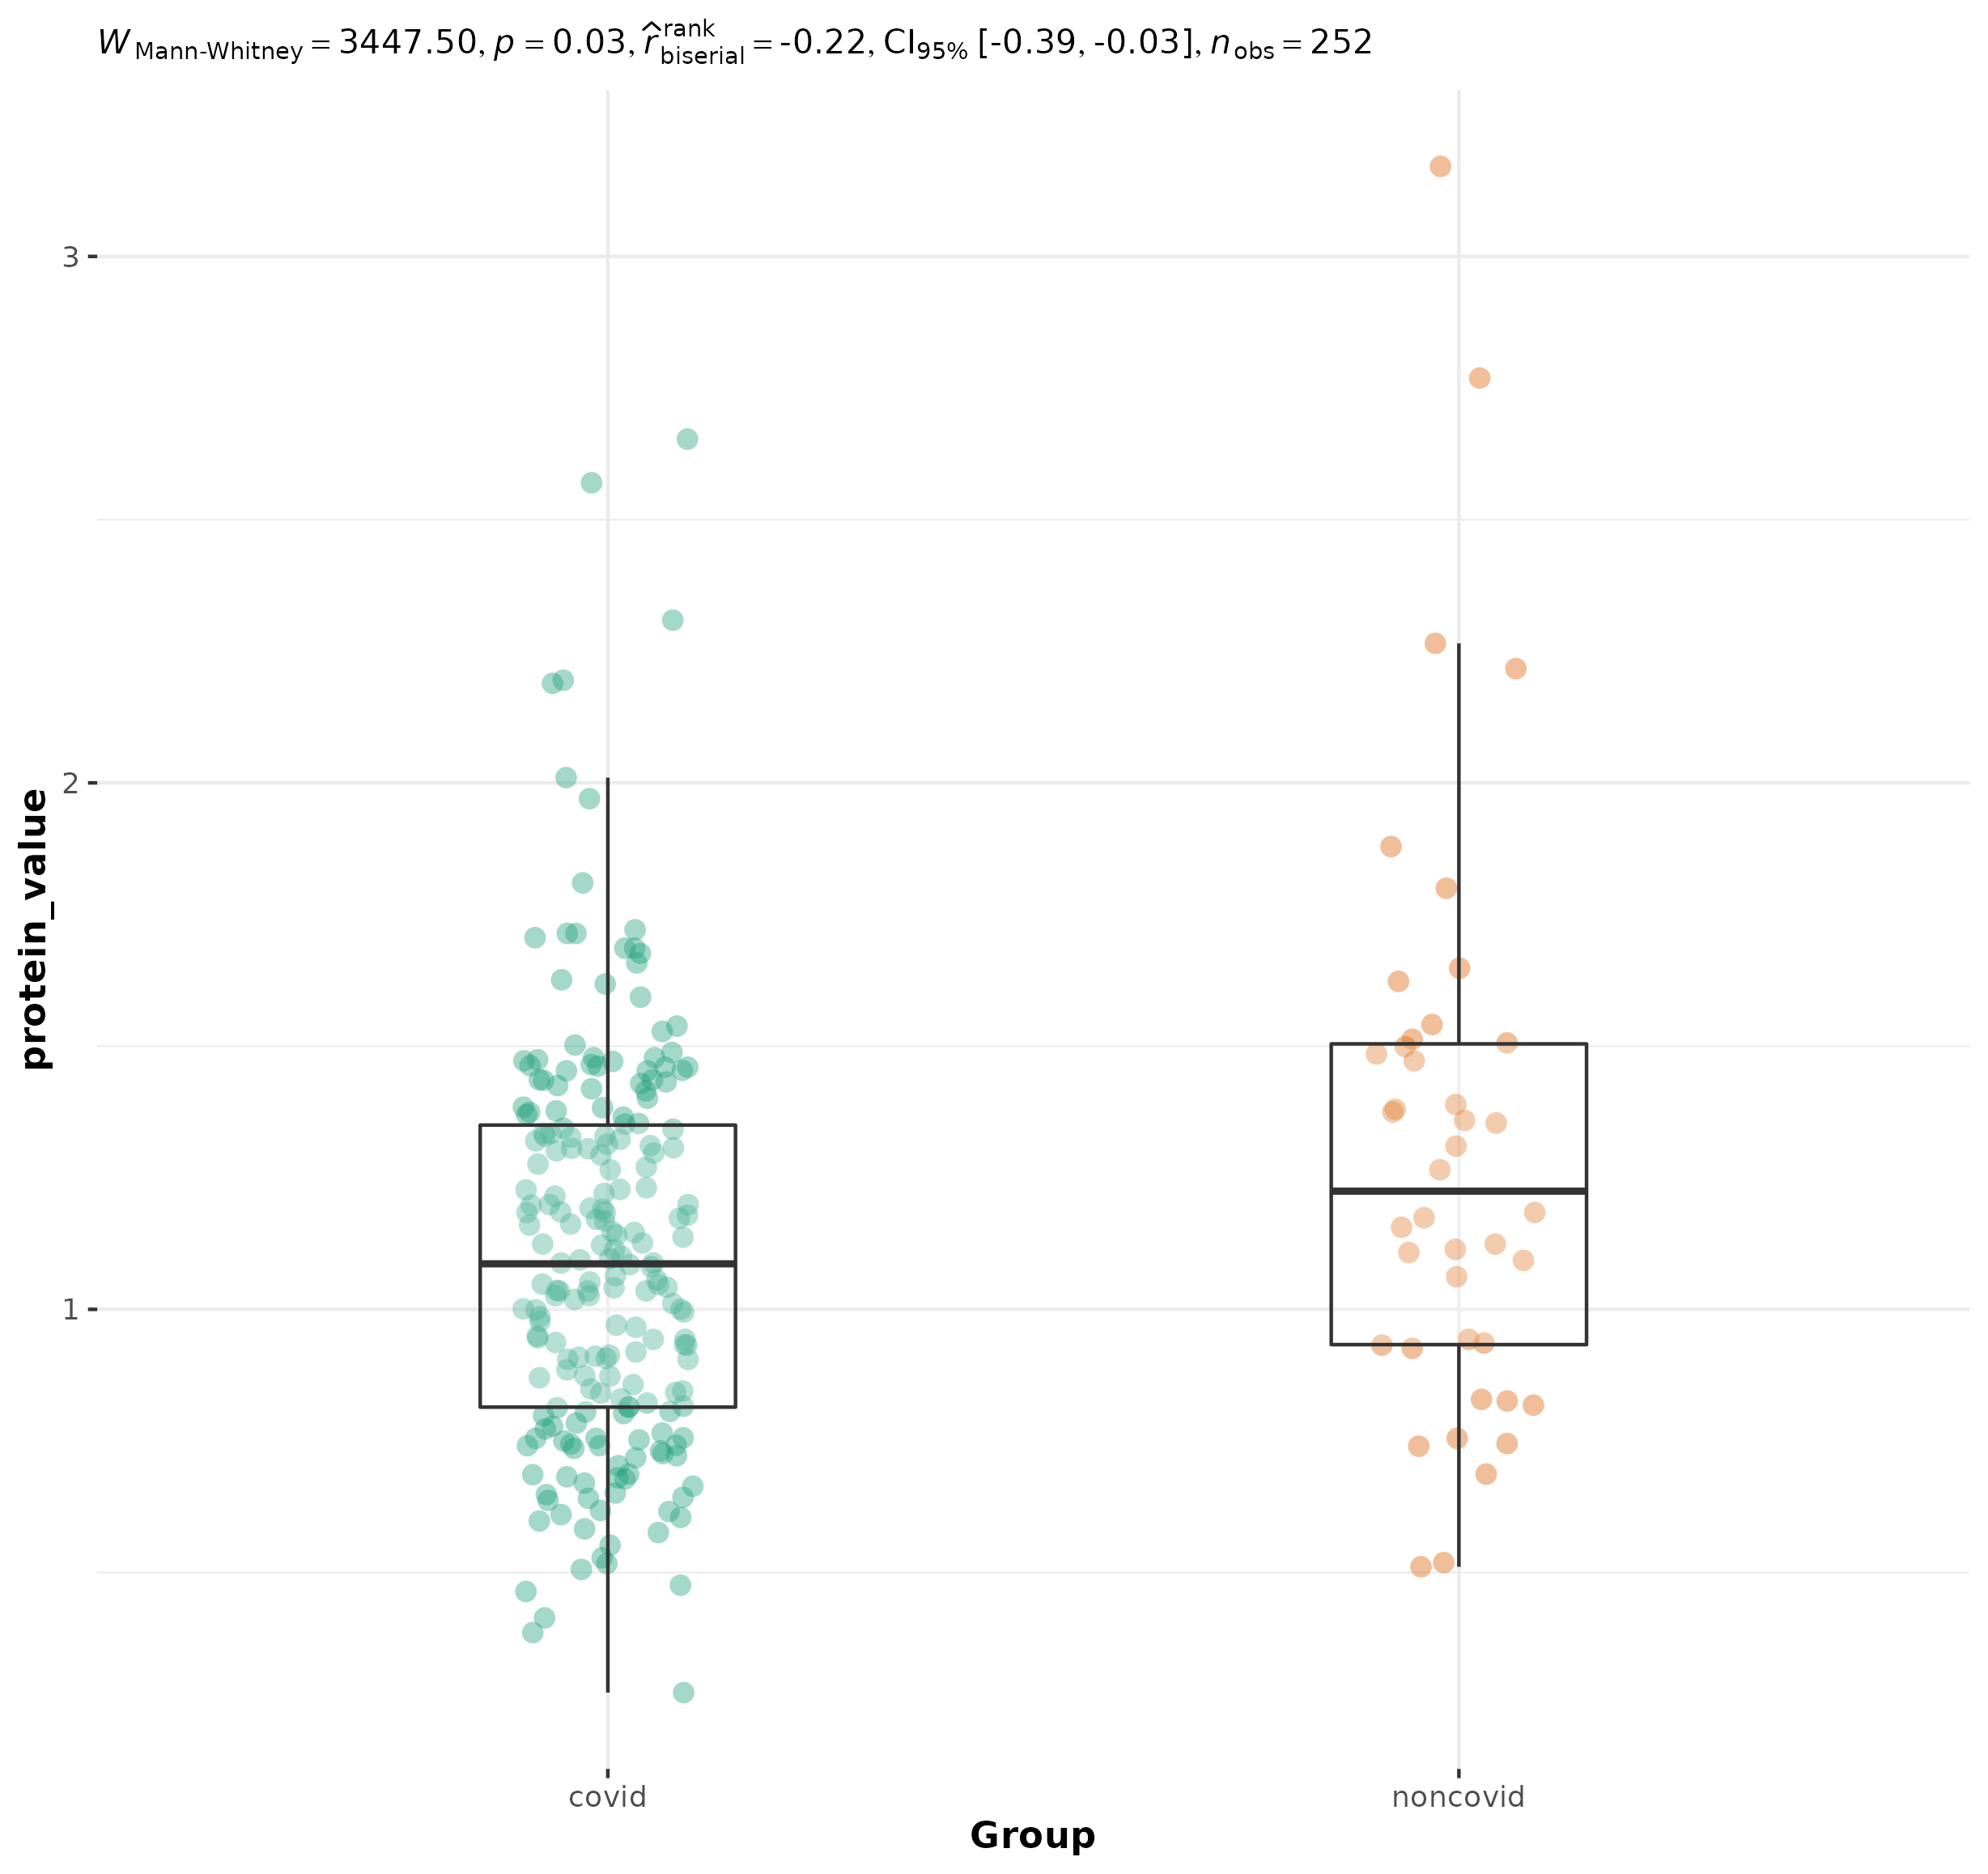 W Mann-Whitney = 3447.50, p = 0.03, r̂ rank biserial = -0.22, CI95% [-0.39, -0.03], nobs = 252
3
2
1
protein_value
covid noncovid
Group